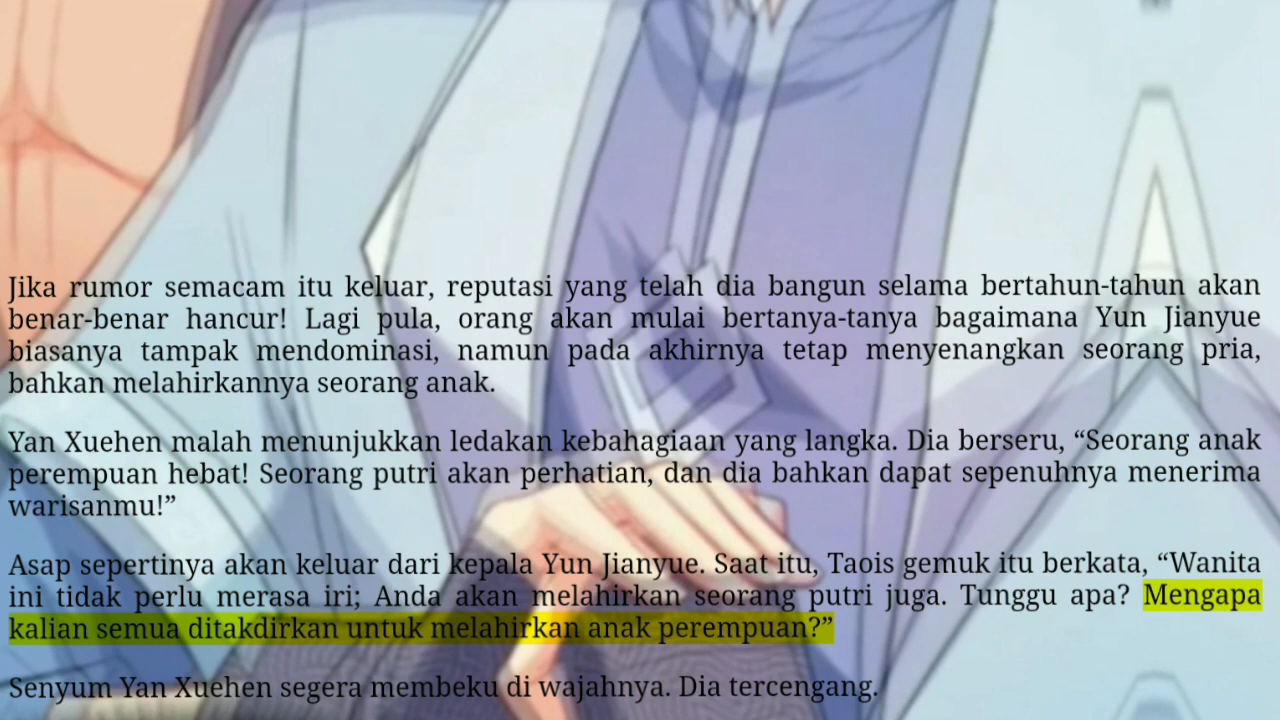 Jika rumor semacam itu keluar, reputasi yang telah dia bangun selama bertahun-tahun akan
benar-benar hancur! Lagi pula, orang akan mulai bertanya-tanya bagaimana Yun Jianyue
biasanya tampak mendominasi, namun pada akhirnya tetap menyenangkan seorang pria,
bahkan melahirkannya seorang anak.
Yan Xuehen malah menunjukkan ledakan kebahagiaan yang langka. Dia berseru, “Seorang anak
perempuan hebat! Seorang putri akan perhatian, dan dia bahkan dapat sepenuhnya menerima
warisanmu!”
Asap sepertinya akan keluar dari kepala Yun Jianyue. Saat itu, Taois gemuk itu berkata, “Wanita
ini tidak perlu merasa iri; Anda akan melahirkan seorang putri juga. Tunggu apa? Mengapa
kalian semua ditakdirkan untuk melahirkan anak perempuan?”
Senyum Yan Xuehen segera membeku di wajahnya. Dia tercengang.